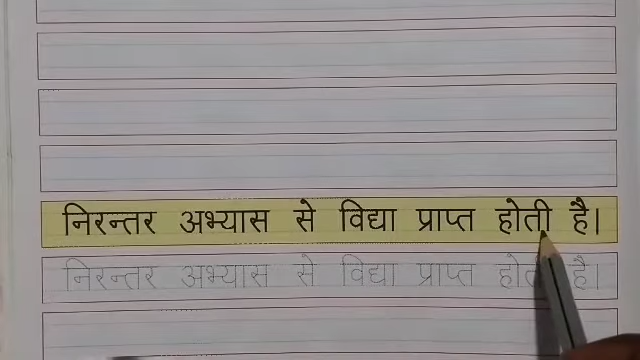 निरन्तर अभ्यास से विद्या प्राप्त होती है।
निरन्तर अभ्यास से विद्या प्राप्त होती है।